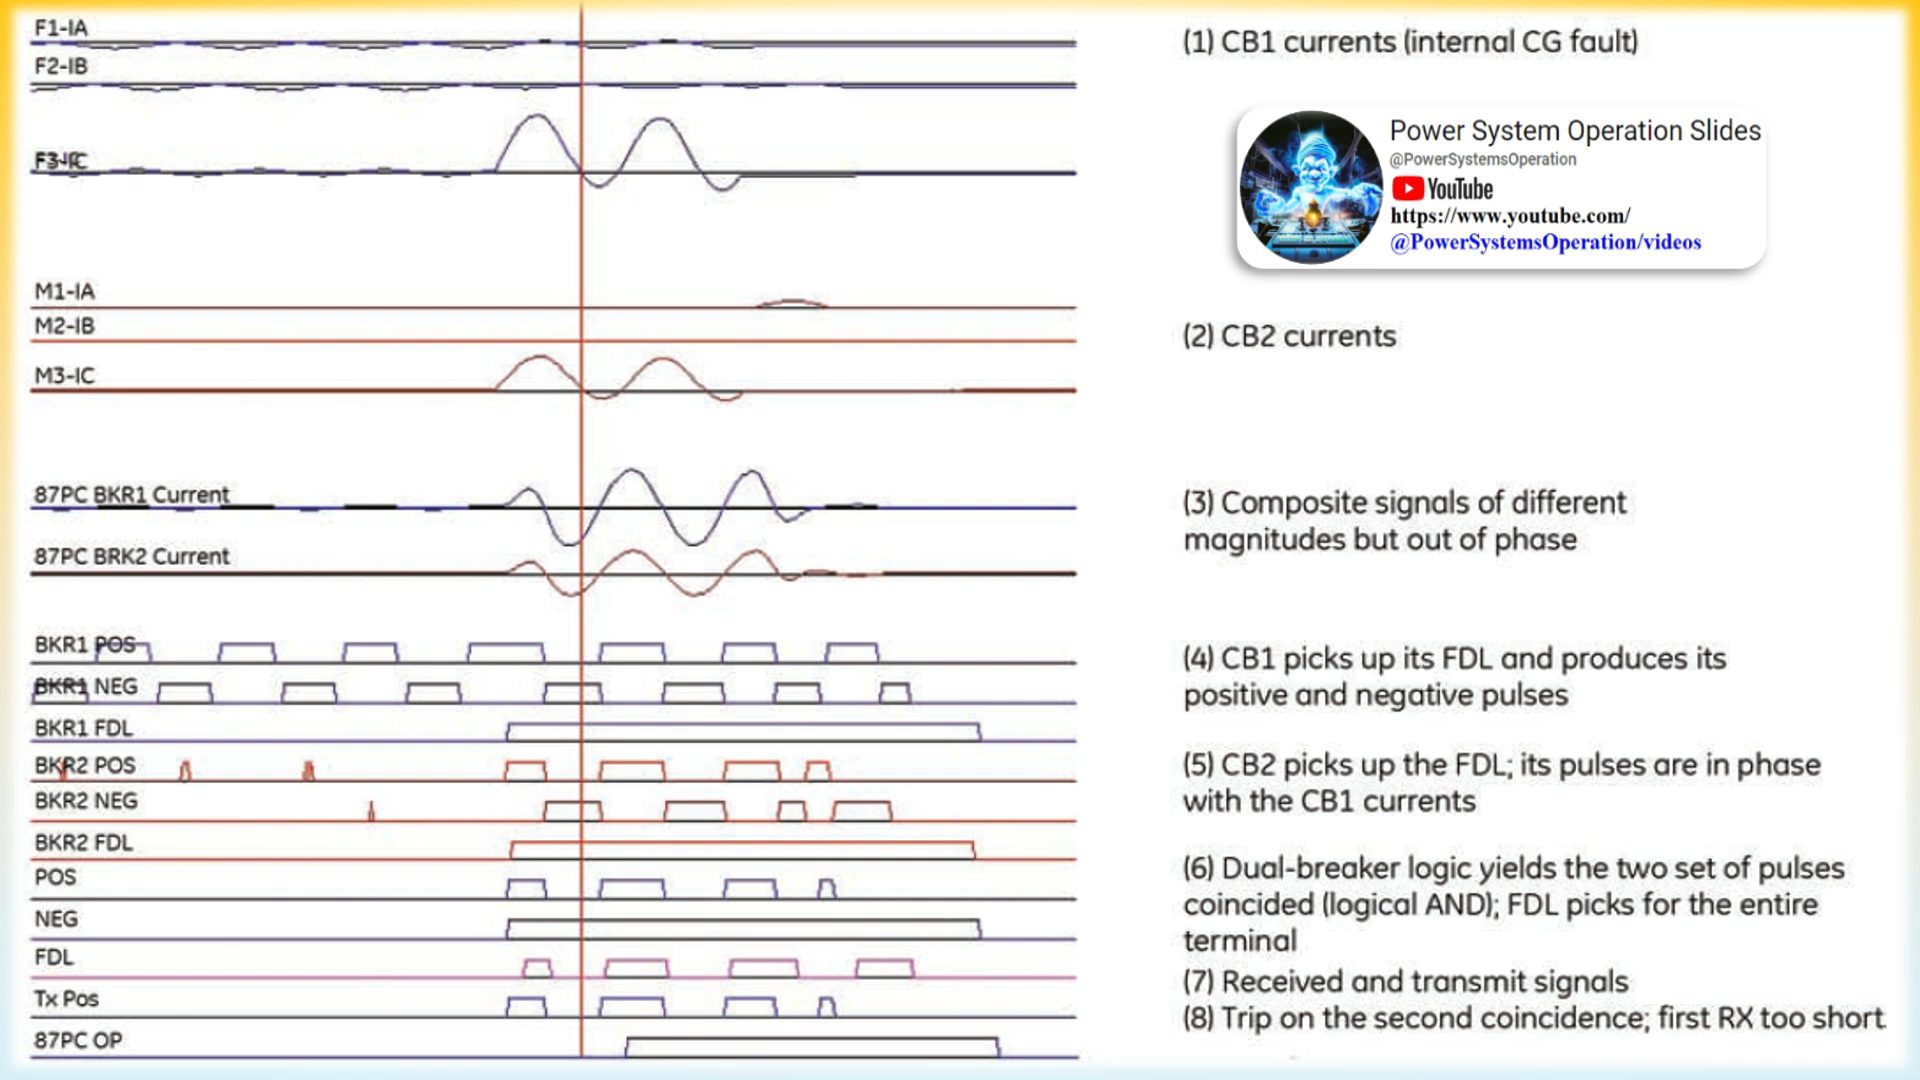 F1-IA
F2-IB
F3-IC
M1-IA
M2-IB
M3-IC
87PC BKR1 Current
87PC BRK2 Current
BKR1 POS
BKR1 NEG
BKR1 FDL
BKR2 POS
BKR2 NEG
BKR2 FDL
POS
NEG
FDL
Tx Pos
87PC OP
(1) CB1 currents (internal CG fault)
Power System Operation Slides
@PowerSystemsOperation
YouTube
https://www.youtube.com/
@PowerSystemsOperation/videos
(2) CB2 currents
(3) Composite signals of different
magnitudes but out of phase
(4) CB1 picks up its FDL and produces its
positive and negative pulses
(5) CB2 picks up the FDL; its pulses are in phase
with the CB1 currents
(6) Dual-breaker logic yields the two set of pulses
coincided (logical AND); FDL picks for the entire
terminal
(7) Received and transmit signals
(8) Trip on the second coincidence; first RX too short